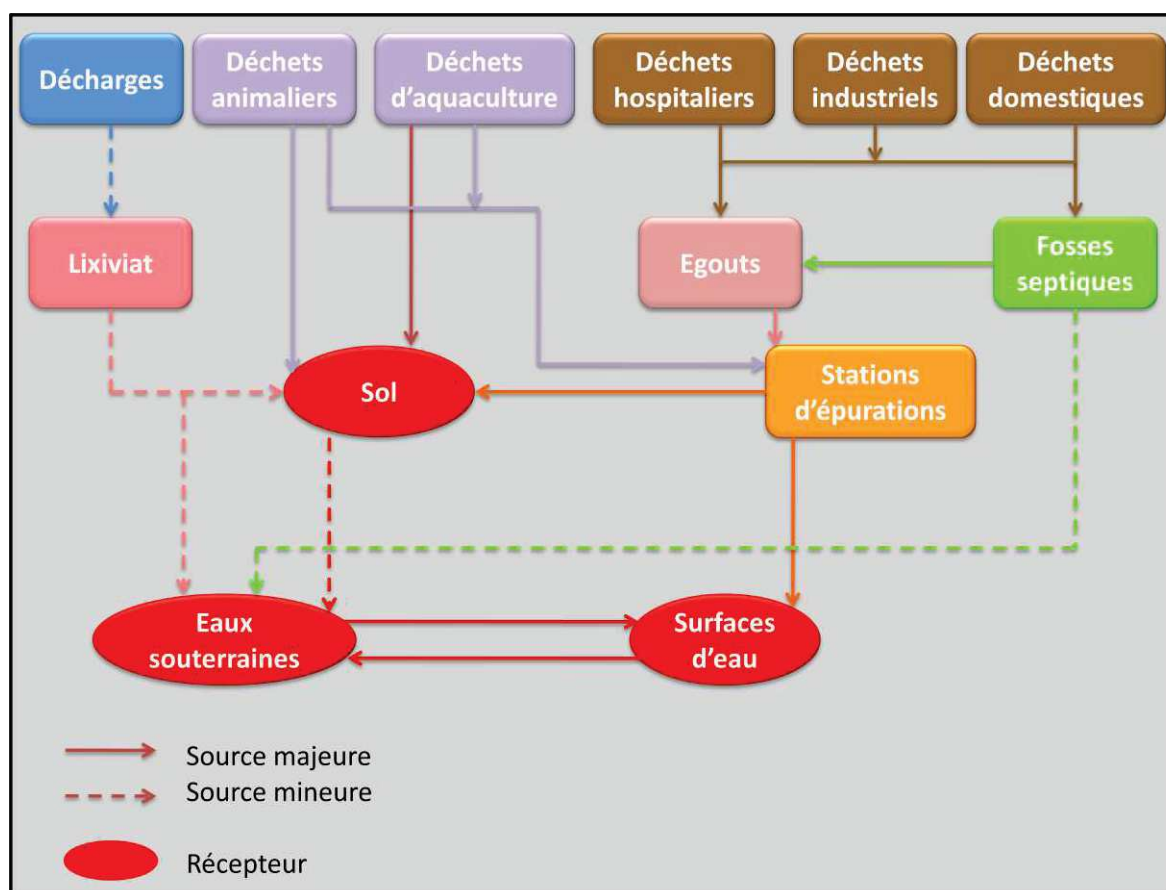 Décharges
Déchets
animaliers
Déchets
d'aquaculture
Déchets
hospitaliers
Déchets
industriels
Déchets
domestiques
Lixiviat
Egouts
Fosses
septiques
Sol
Stations
d'épurations
Eaux
souterraines
Surfaces
d'eau
Source majeure
Source mineure
Récepteur